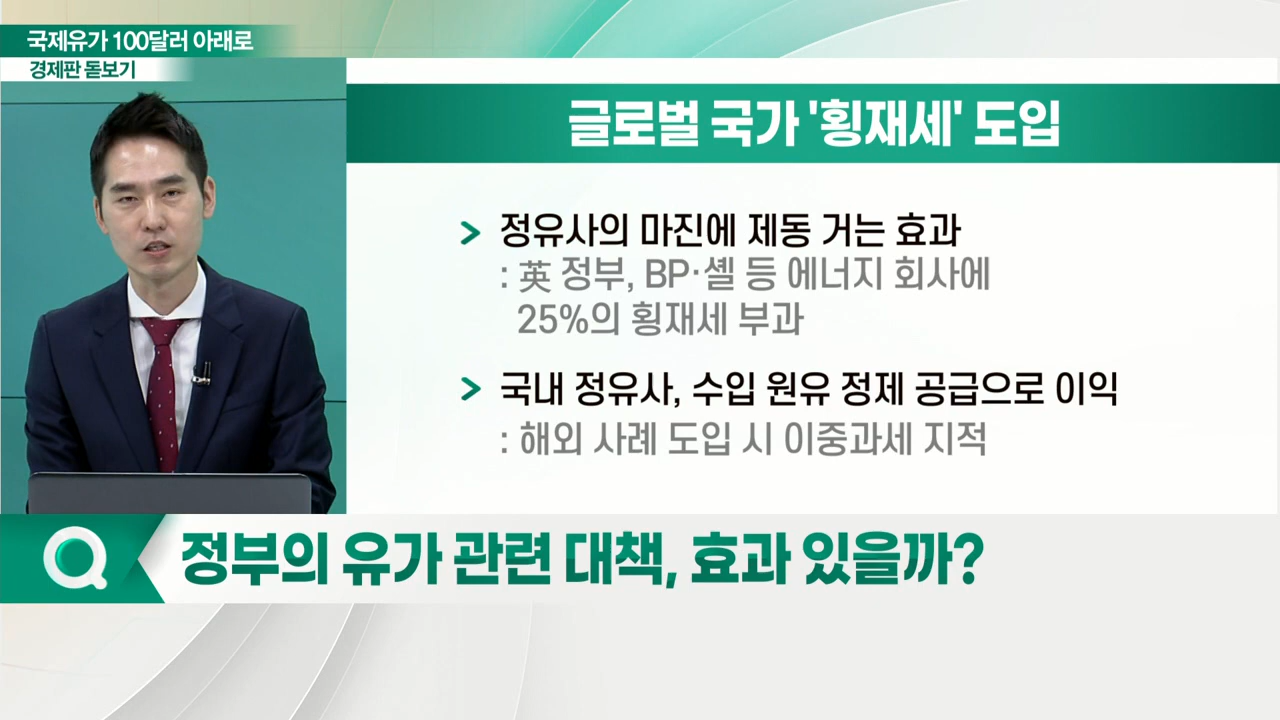 국제유가 100달러 아래로
경제판 돋보기
글로벌 국가 '횡재세' 도입
정유사의 마진에 제동 거는 효과
: 英 정부, BP·셸 등 에너지 회사에
25%의 횡재세 부과
국내 정유사, 수입 원유 정제 공급으로 이익
: 해외 사례 도입 시 이중과세 지적
정부의 유가 관련 대책, 효과 있을까?